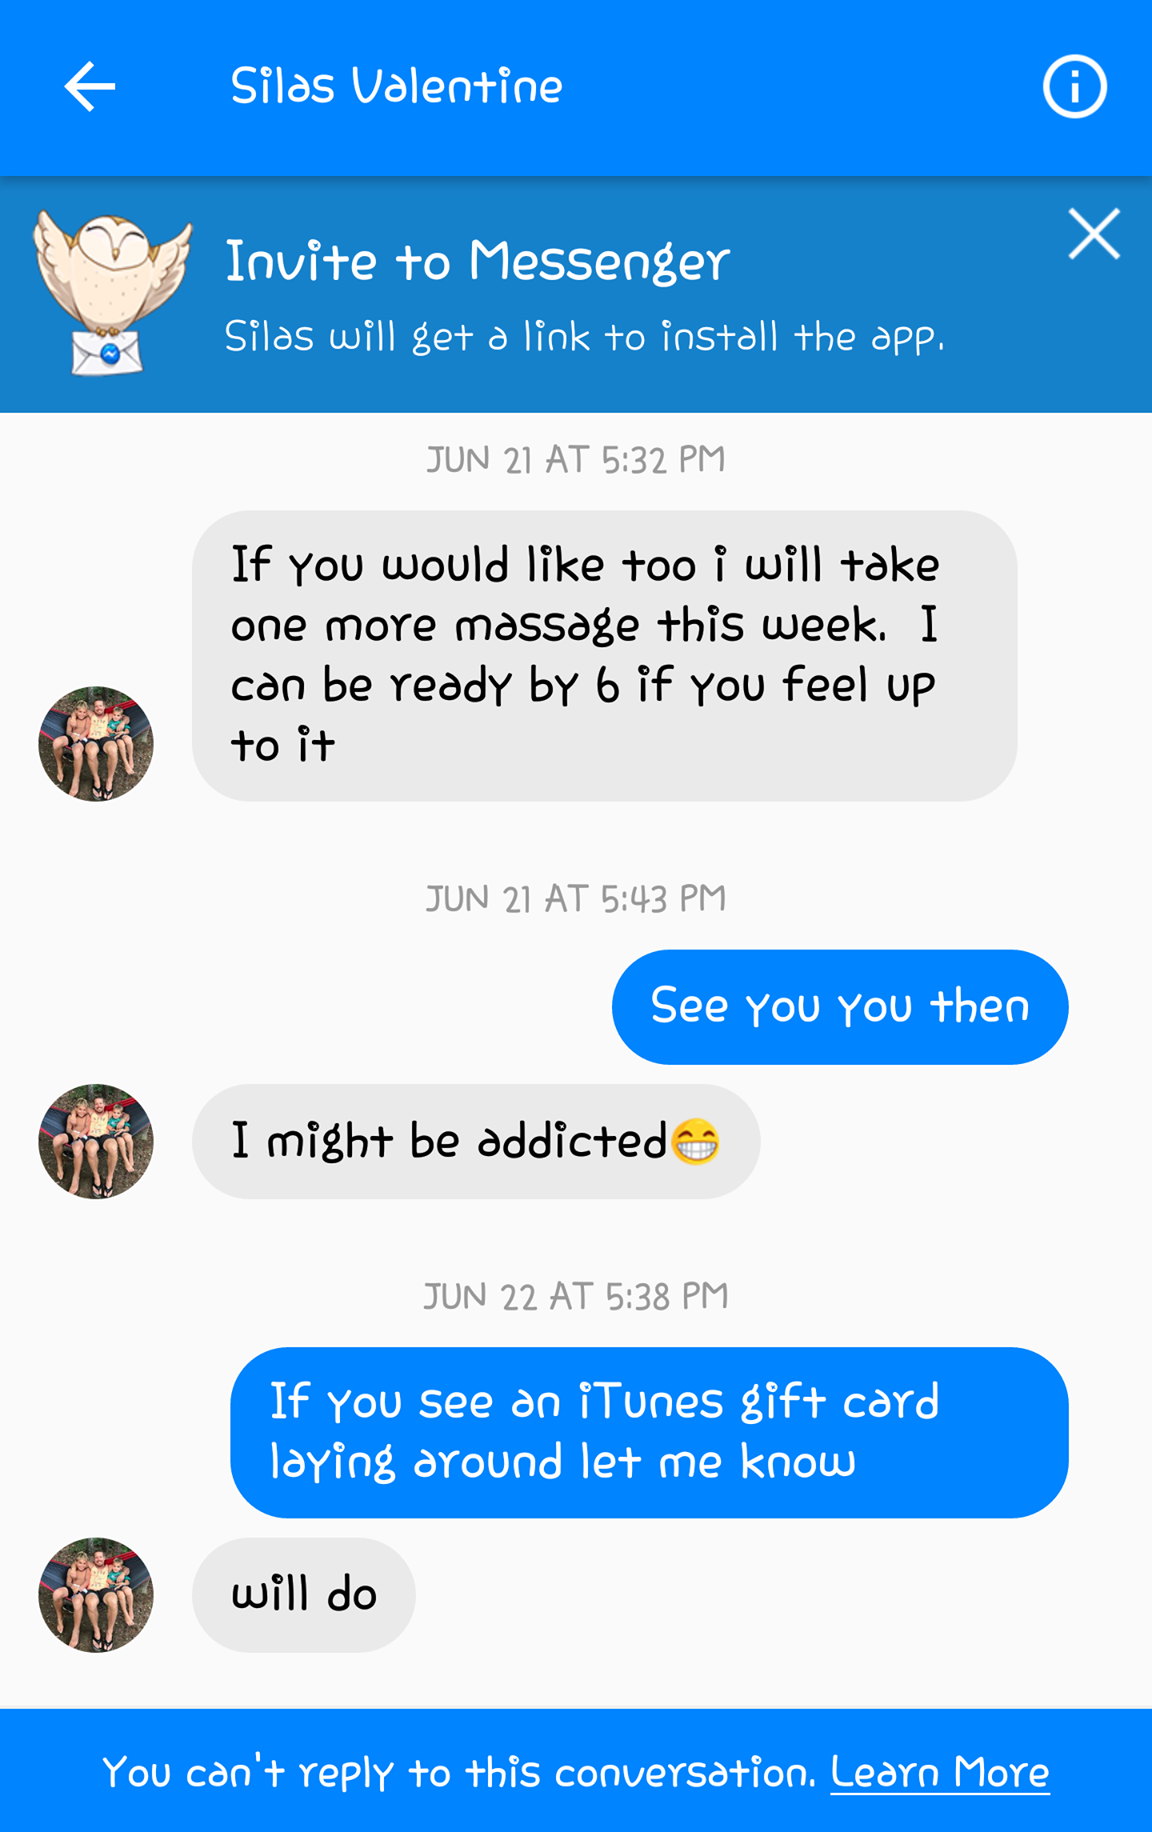 Silas Valentine
Invite to Messenger
Silas will get a link to install the app.
JUN 21 AT 5:32 PM
If you would like too i will take
one more massage this week.  I
can be ready by 6 if you feel up
to it
JUN 21 AT 5:43 PM
See you you then
I might be addicted😁
JUN 22 AT 5:38 PM
If you see an iTunes gift card
laying around let me know
will do
You can't reply to this conversation. Learn More